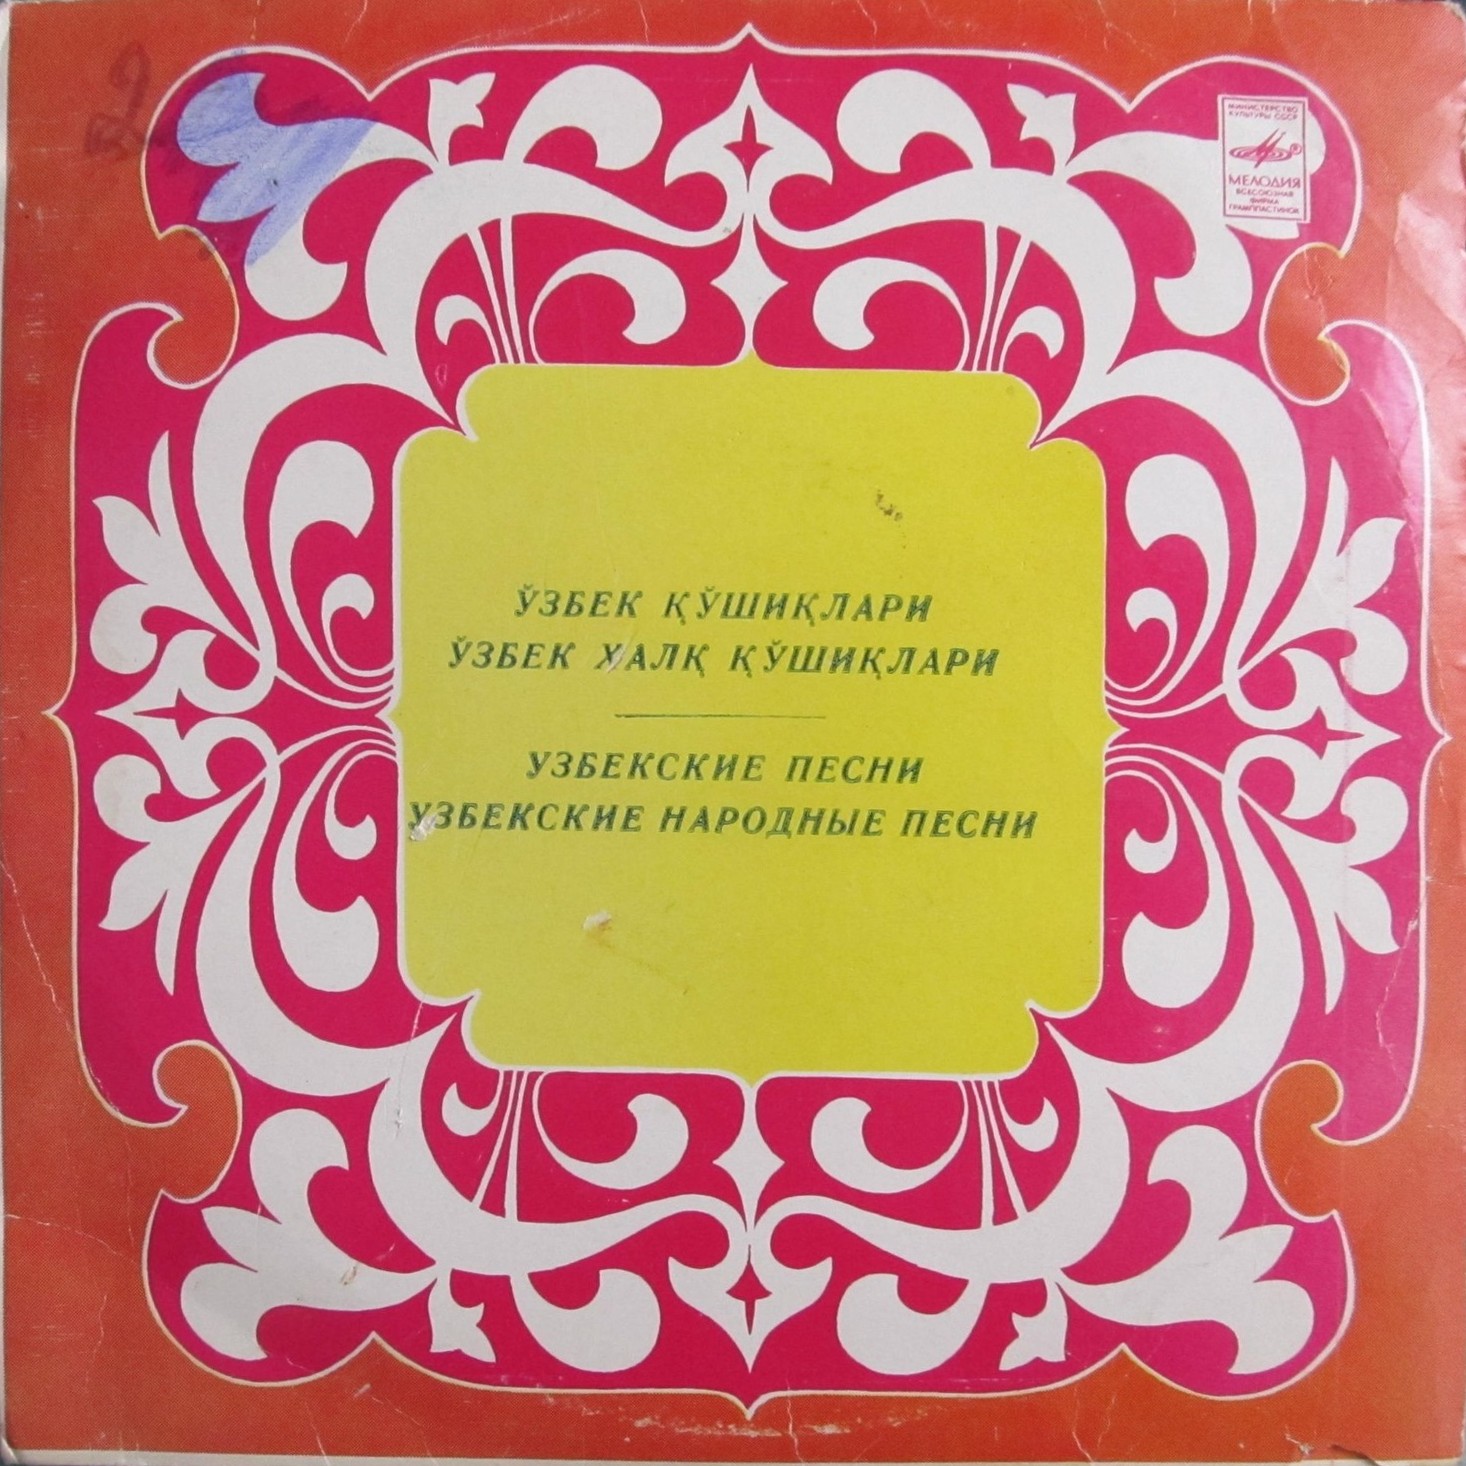 МИНИСТЕРСТВО
КУЛЬТУРЫ СССР
МЕЛОДИЯ
ВСЕСОЮЗНАЯ
ФИРМА
ГРАМПЛАСТИНОК
ЎЗБЕК ҚЎШИҚЛАРИ
ЎЗБЕК ХАЛҚ ҚЎШИҚЛАРИ
УЗБЕКСКИЕ ПЕСНИ
УЗБЕКСКИЕ НАРОДНЫЕ ПЕСНИ